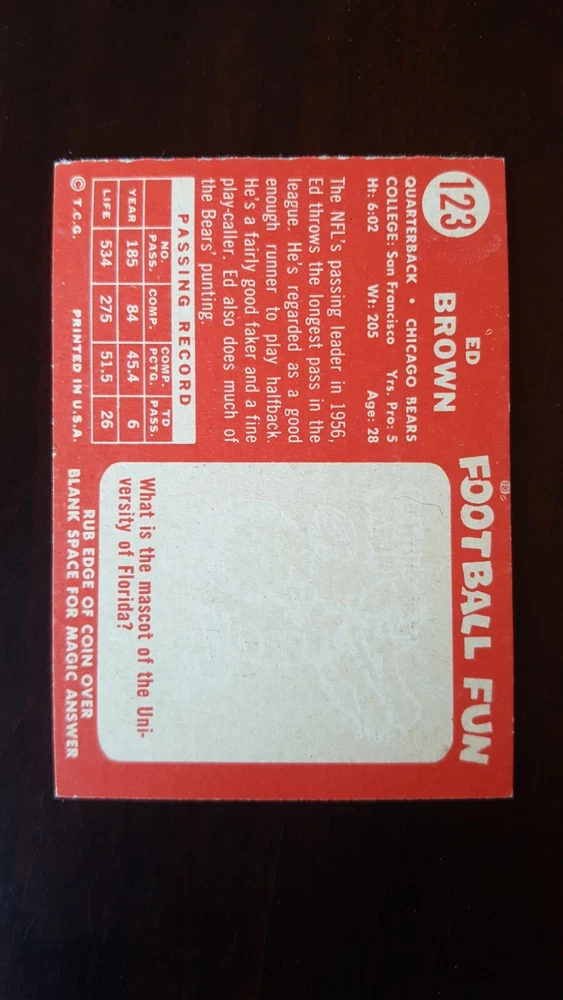 123
ED
BROWN
QUARTERBACK • CHICAGO BEARS
COLLEGE: San Francisco Yrs. Pro: 5
Ht: 6:02 Wt: 205 Age: 28
The NFL's passing leader in 1956,
Ed throws the longest pass in the
league. He's regarded as a good
enough runner to play halfback.
He's a fairly good faker and a fine
play-caller. Ed also does much of
the Bears' punting.
PASSING RECORD
NO. PASS. COMP. COMP. PCTG. TD PASS.
YEAR 185 84 45.4 6
LIFE 534 275 51.5 26
© T.C.G. PRINTED IN U.S.A.
FOOTBALL FUN
What is the mascot of the Uni-
versity of Florida?
RUB EDGE OF COIN OVER
BLANK SPACE FOR MAGIC ANSWER